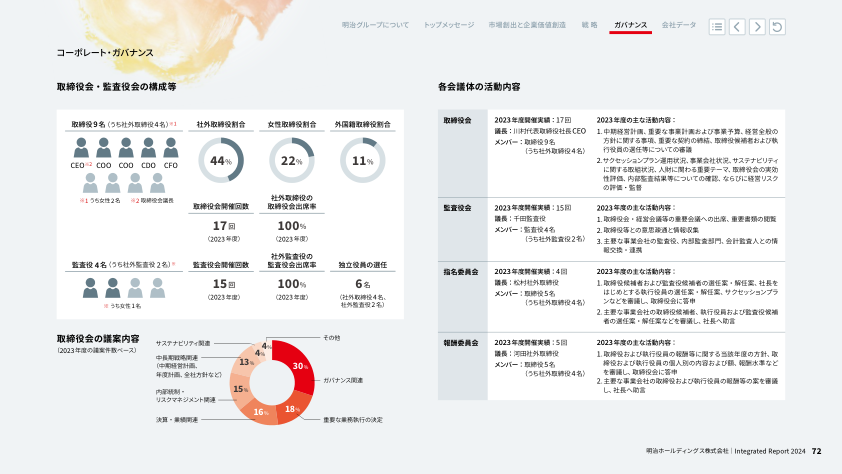 明治グループについて
トップメッセージ
市場創出と企業価値創造
戦 略
ガバナンス
会社データ
コーポレート・ガバナンス
取締役会・監査役会の構成等
取締役9名（うち社外取締役4名）※1
CEO※2 COO COO CDO CFO
※1 うち女性2名 ※2 取締役会議長
社外取締役割合
44%
女性取締役割合
22%
外国籍取締役割合
11%
取締役会開催回数
17回
（2023年度）
社外取締役の
取締役会出席率
100%
（2023年度）
監査役4名（うち社外監査役2名）※
※ うち女性1名
監査役会開催回数
15回
（2023年度）
社外監査役の
監査役会出席率
100%
（2023年度）
独立役員の選任
6名
（社外取締役4名、
社外監査役2名）
取締役会の議案内容
（2023年度の議案件数ベース）
その他
4%
サステナビリティ関連
4%
中長期戦略関連
（中期経営計画、
年度計画、会社方針など）
13%
内部統制・
リスクマネジメント関連
15%
決算・業績関連
16%
重要な業務執行の決定
18%
ガバナンス関連
30%
各会議体の活動内容
取締役会
2023年度開催実績：17回
議長：川村代表取締役社長CEO
メンバー：取締役9名
（うち社外取締役4名）
2023年度の主な活動内容：
1. 中期経営計画、重要な事業計画および事業予算、経営全般の
方針に関する事項、重要な契約の締結、取締役候補者および執
行役員の選任等についての審議
2. サクセッションプラン運用状況、事業会社状況、サステナビリティ
に関する取組状況、人財に関わる重要テーマ、取締役会の実効
性評価、内部監査結果等についての確認、ならびに経営リスク
の評価・監督
監査役会
2023年度開催実績：15回
議長：千田監査役
メンバー：監査役4名
（うち社外監査役2名）
2023年度の主な活動内容：
1. 取締役会・経営会議等の重要会議への出席、重要書類の閲覧
2. 取締役等との意思疎通と情報収集
3. 主要な事業会社の監査役、内部監査部門、会計監査人との情
報交換・連携
指名委員会
2023年度開催実績：4回
議長：松村社外取締役
メンバー：取締役5名
（うち社外取締役4名）
2023年度の主な活動内容：
1. 取締役候補者および監査役候補者の選任案・解任案、社長を
はじめとする執行役員の選任案・解任案、サクセッションプラ
ンなどを審議し、取締役会に答申
2. 主要な事業会社の取締役候補者、執行役員および監査役候補
者の選任案・解任案などを審議し、社長へ助言
報酬委員会
2023年度開催実績：5回
議長：河田社外取締役
メンバー：取締役5名
（うち社外取締役4名）
2023年度の主な活動内容：
1. 取締役および執行役員の報酬等に関する当該年度の方針、取
締役および執行役員の個人別の内容および額、報酬水準など
を審議し、取締役会に答申
2. 主要な事業会社の取締役および執行役員の報酬等の案を審議
し、社長へ助言
明治ホールディングス株式会社 | Integrated Report 2024 72